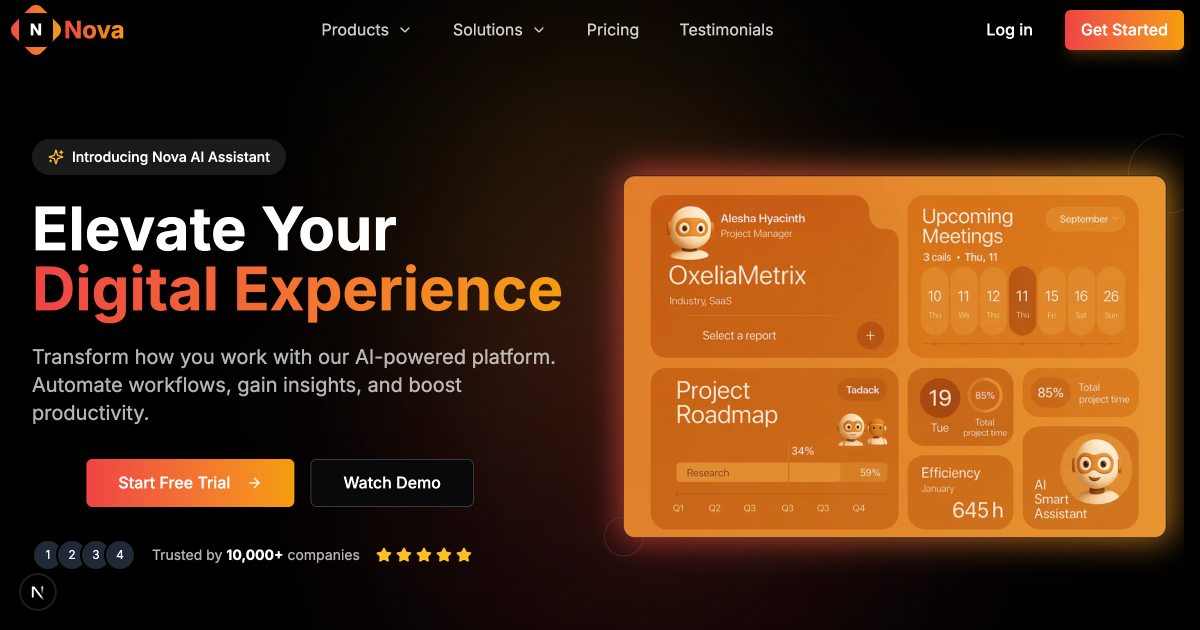 N Nova
Products
Solutions
Pricing
Testimonials
Log in
Get Started
Introducing Nova AI Assistant
Elevate Your
Digital Experience
Transform how you work with our AI-powered platform.
Automate workflows, gain insights, and boost
productivity.
Start Free Trial →
Watch Demo
1 2 3 4
Trusted by 10,000+ companies
N
Alesha Hyacinth
Project Manager
OxeliaMetrix
Industry, SaaS
Select a report
+
Upcoming
Meetings
September
3 cails • Thu, 11
10 11 12 11 15 16 26
Thu We Thu Thu Fri Sat Sun
Project
Roadmap
Tadack
34%
Research 59%
Q1 Q2 Q3 Q3 Q3 Q4
19
Tue
85%
Total
project time
85%
Total
project time
Efficiency
January
645 h
AI
Smart
Assistant